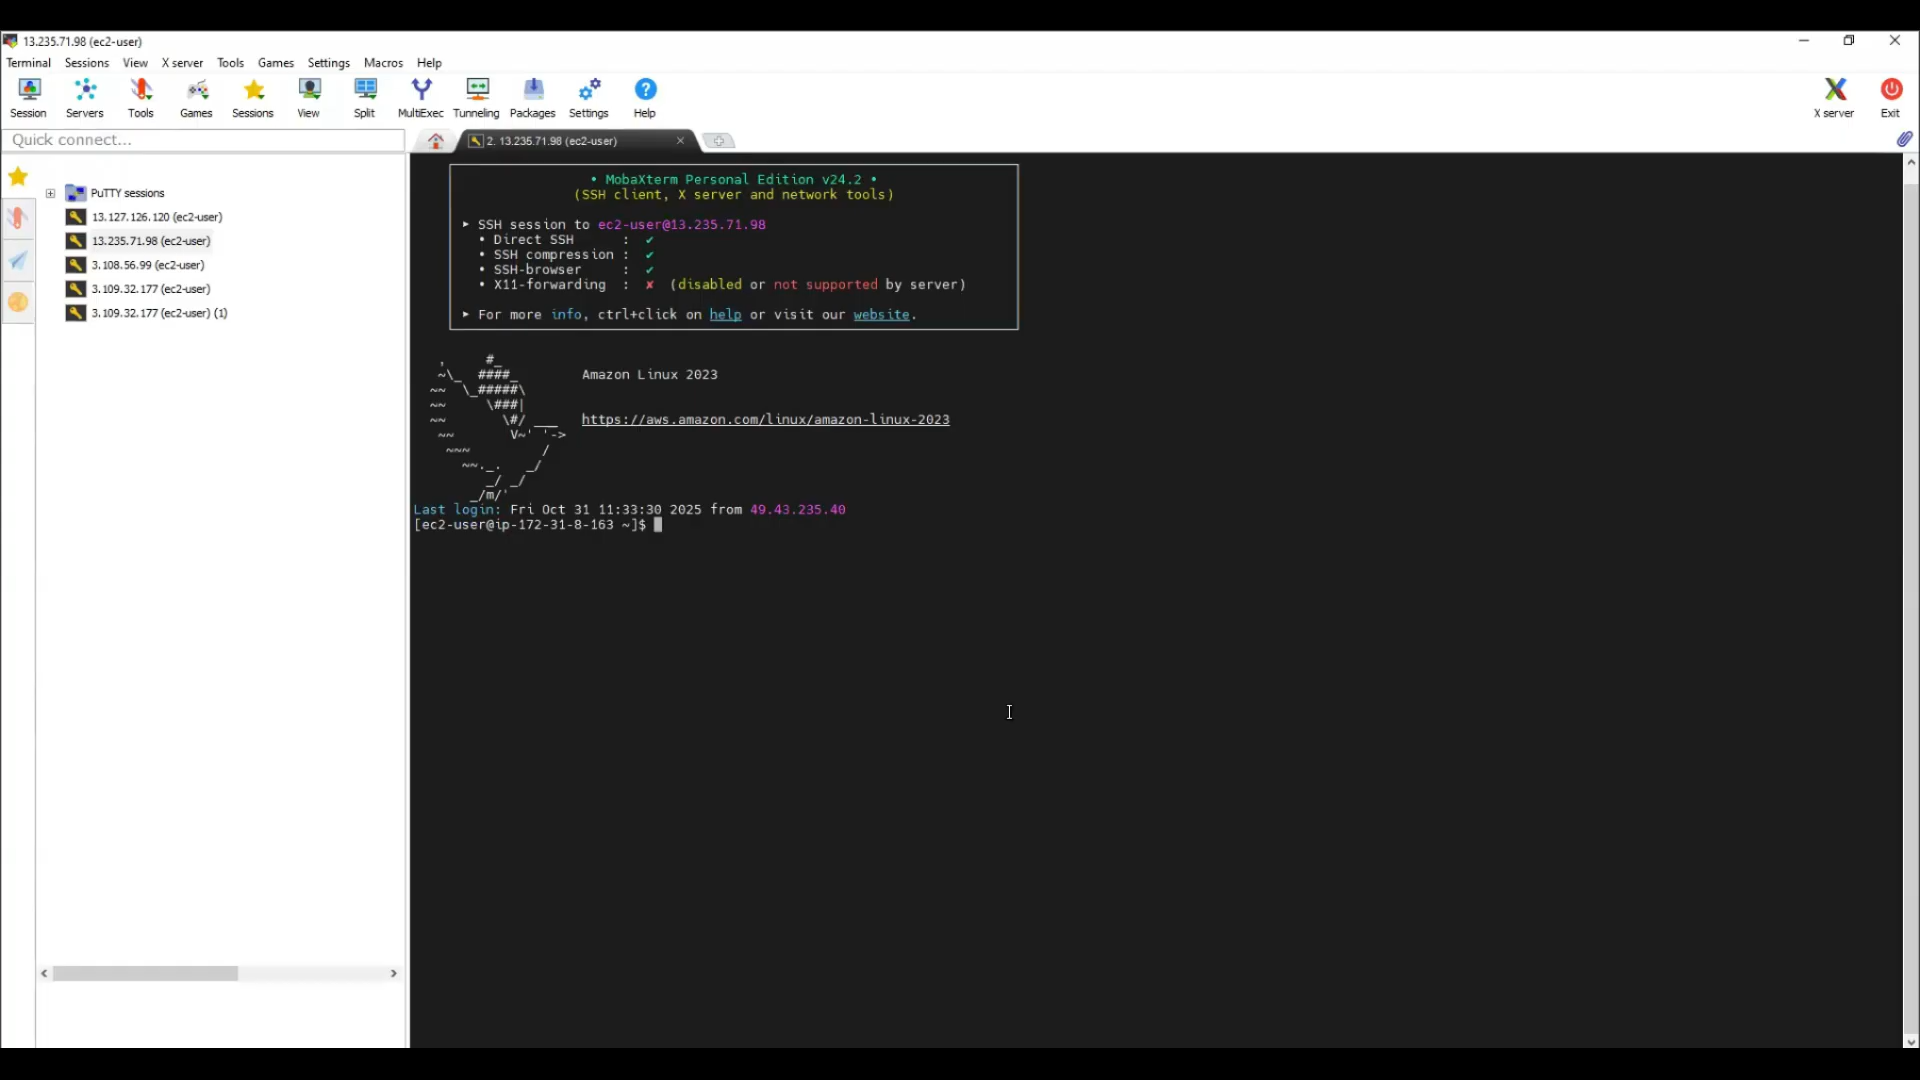 13.235.71.98 (ec2-user)
Terminal Sessions View X server Tools Games Settings Macros Help
Session Servers Tools Games Sessions View Split MultiExec Tunneling Packages Settings Help X server Exit
Quick connect...
2. 13.235.71.98 (ec2-user)
PuTTY sessions
13.127.126.120 (ec2-user)
13.235.71.98 (ec2-user)
3.108.56.99 (ec2-user)
3.109.32.177 (ec2-user)
3.109.32.177 (ec2-user) (1)
• MobaXterm Personal Edition v24.2 •
(SSH client, X server and network tools)
▸ SSH session to ec2-user@13.235.71.98
• Direct SSH : ✔
• SSH compression : ✔
• SSH-browser : ✔
• X11-forwarding : ✘ (disabled or not supported by server)
▸ For more info, ctrl+click on help or visit our website.
   ,     #_
   ~\_  ####_        Amazon Linux 2023
  ~~  \_#####\
  ~~     \###|
  ~~       \#/ ___   https://aws.amazon.com/linux/amazon-linux-2023
   ~~       V~' '->
    ~~~         /
      ~~._.   _/
         _/ _/
       _/m/'
Last login: Fri Oct 31 11:33:30 2025 from 49.43.235.40
[ec2-user@ip-172-31-8-163 ~]$